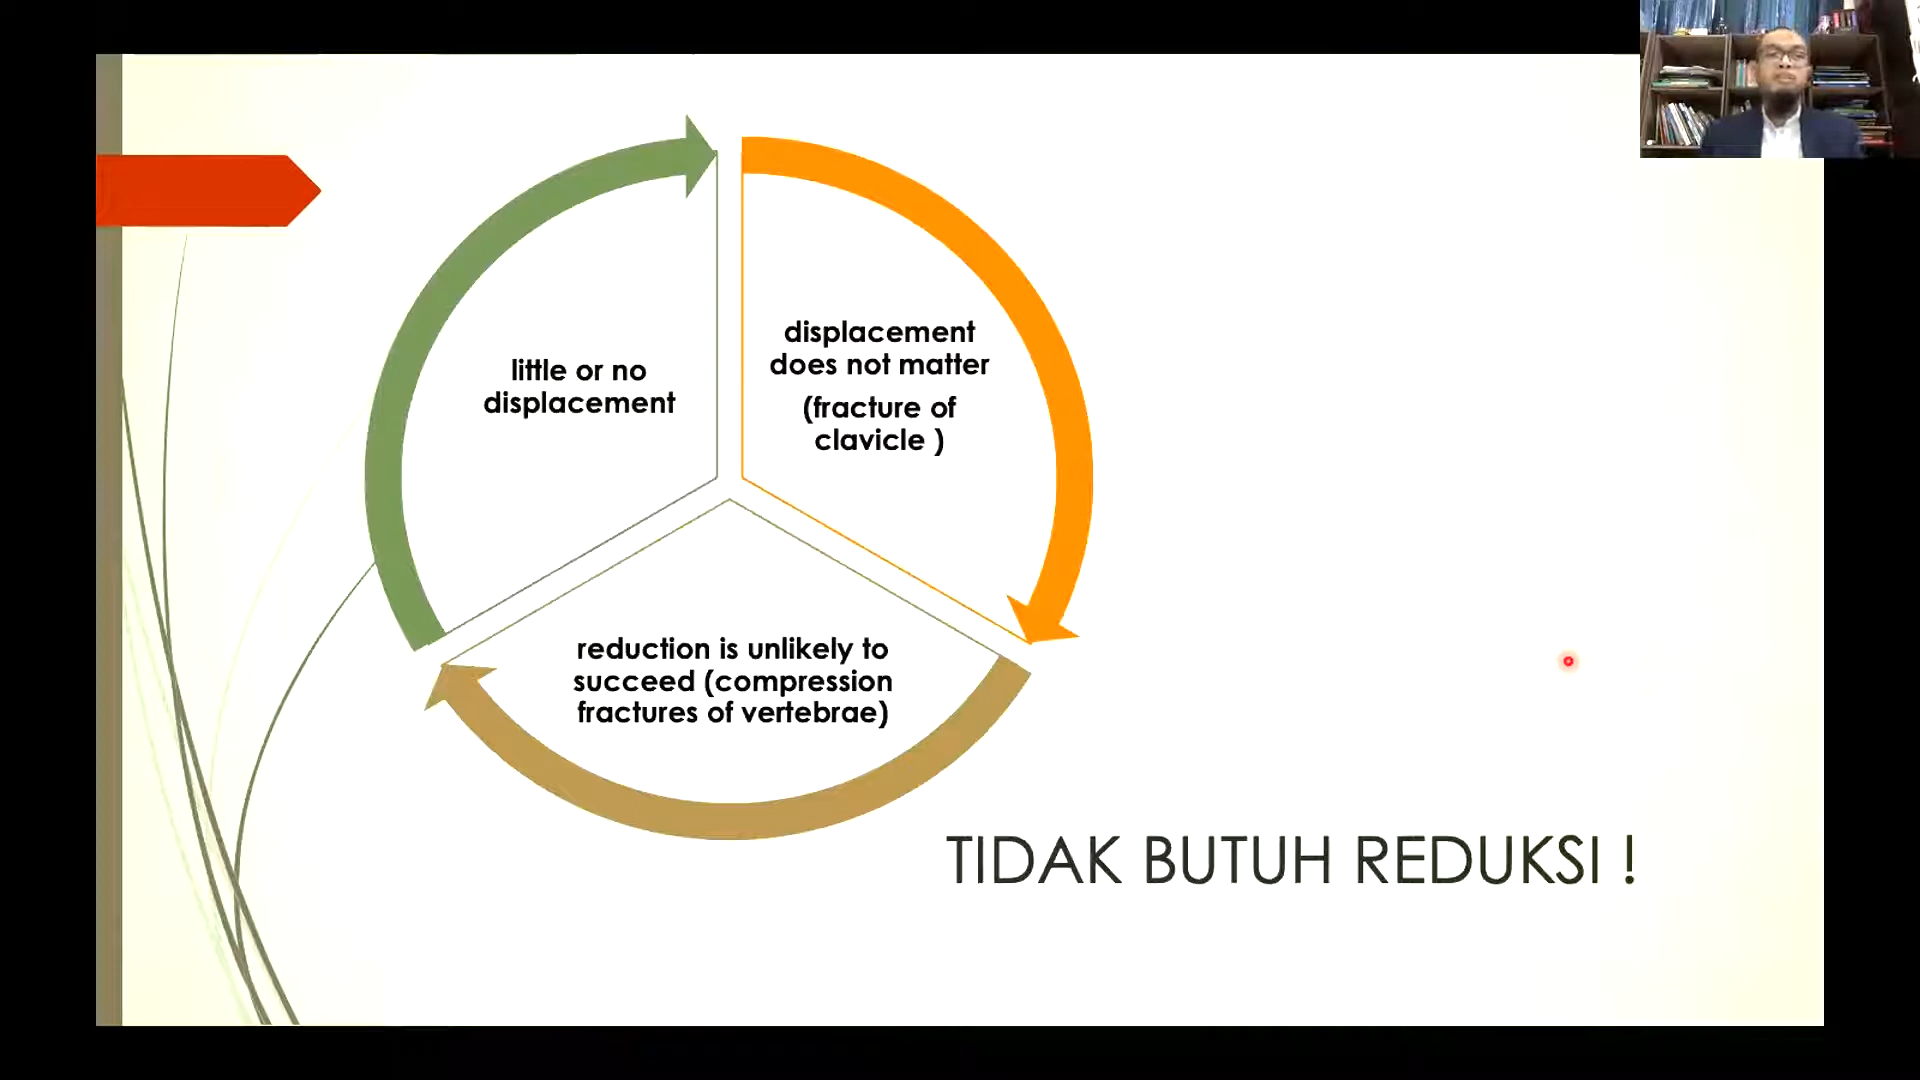 little or no
displacement
displacement
does not matter
(fracture of
clavicle )
reduction is unlikely to
succeed (compression
fractures of vertebrae)
TIDAK BUTUH REDUKSI !